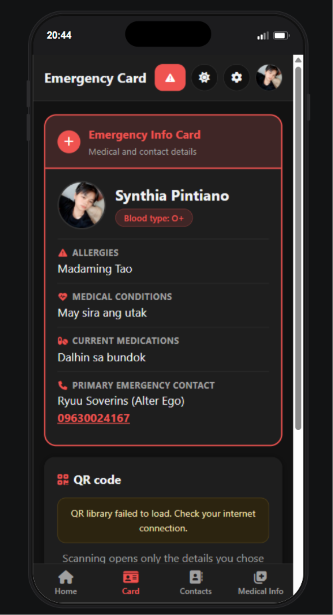 20:44
Emergency Card
Emergency Info Card
Medical and contact details
Synthia Pintiano
Blood type: O+
ALLERGIES
Madaming Tao
MEDICAL CONDITIONS
May sira ang utak
CURRENT MEDICATIONS
Dalhin sa bundok
PRIMARY EMERGENCY CONTACT
Ryuu Soverins (Alter Ego)
09630024167
QR code
QR library failed to load. Check your internet
connection.
Scanning opens only the details you chose
Home
Card
Contacts
Medical Info